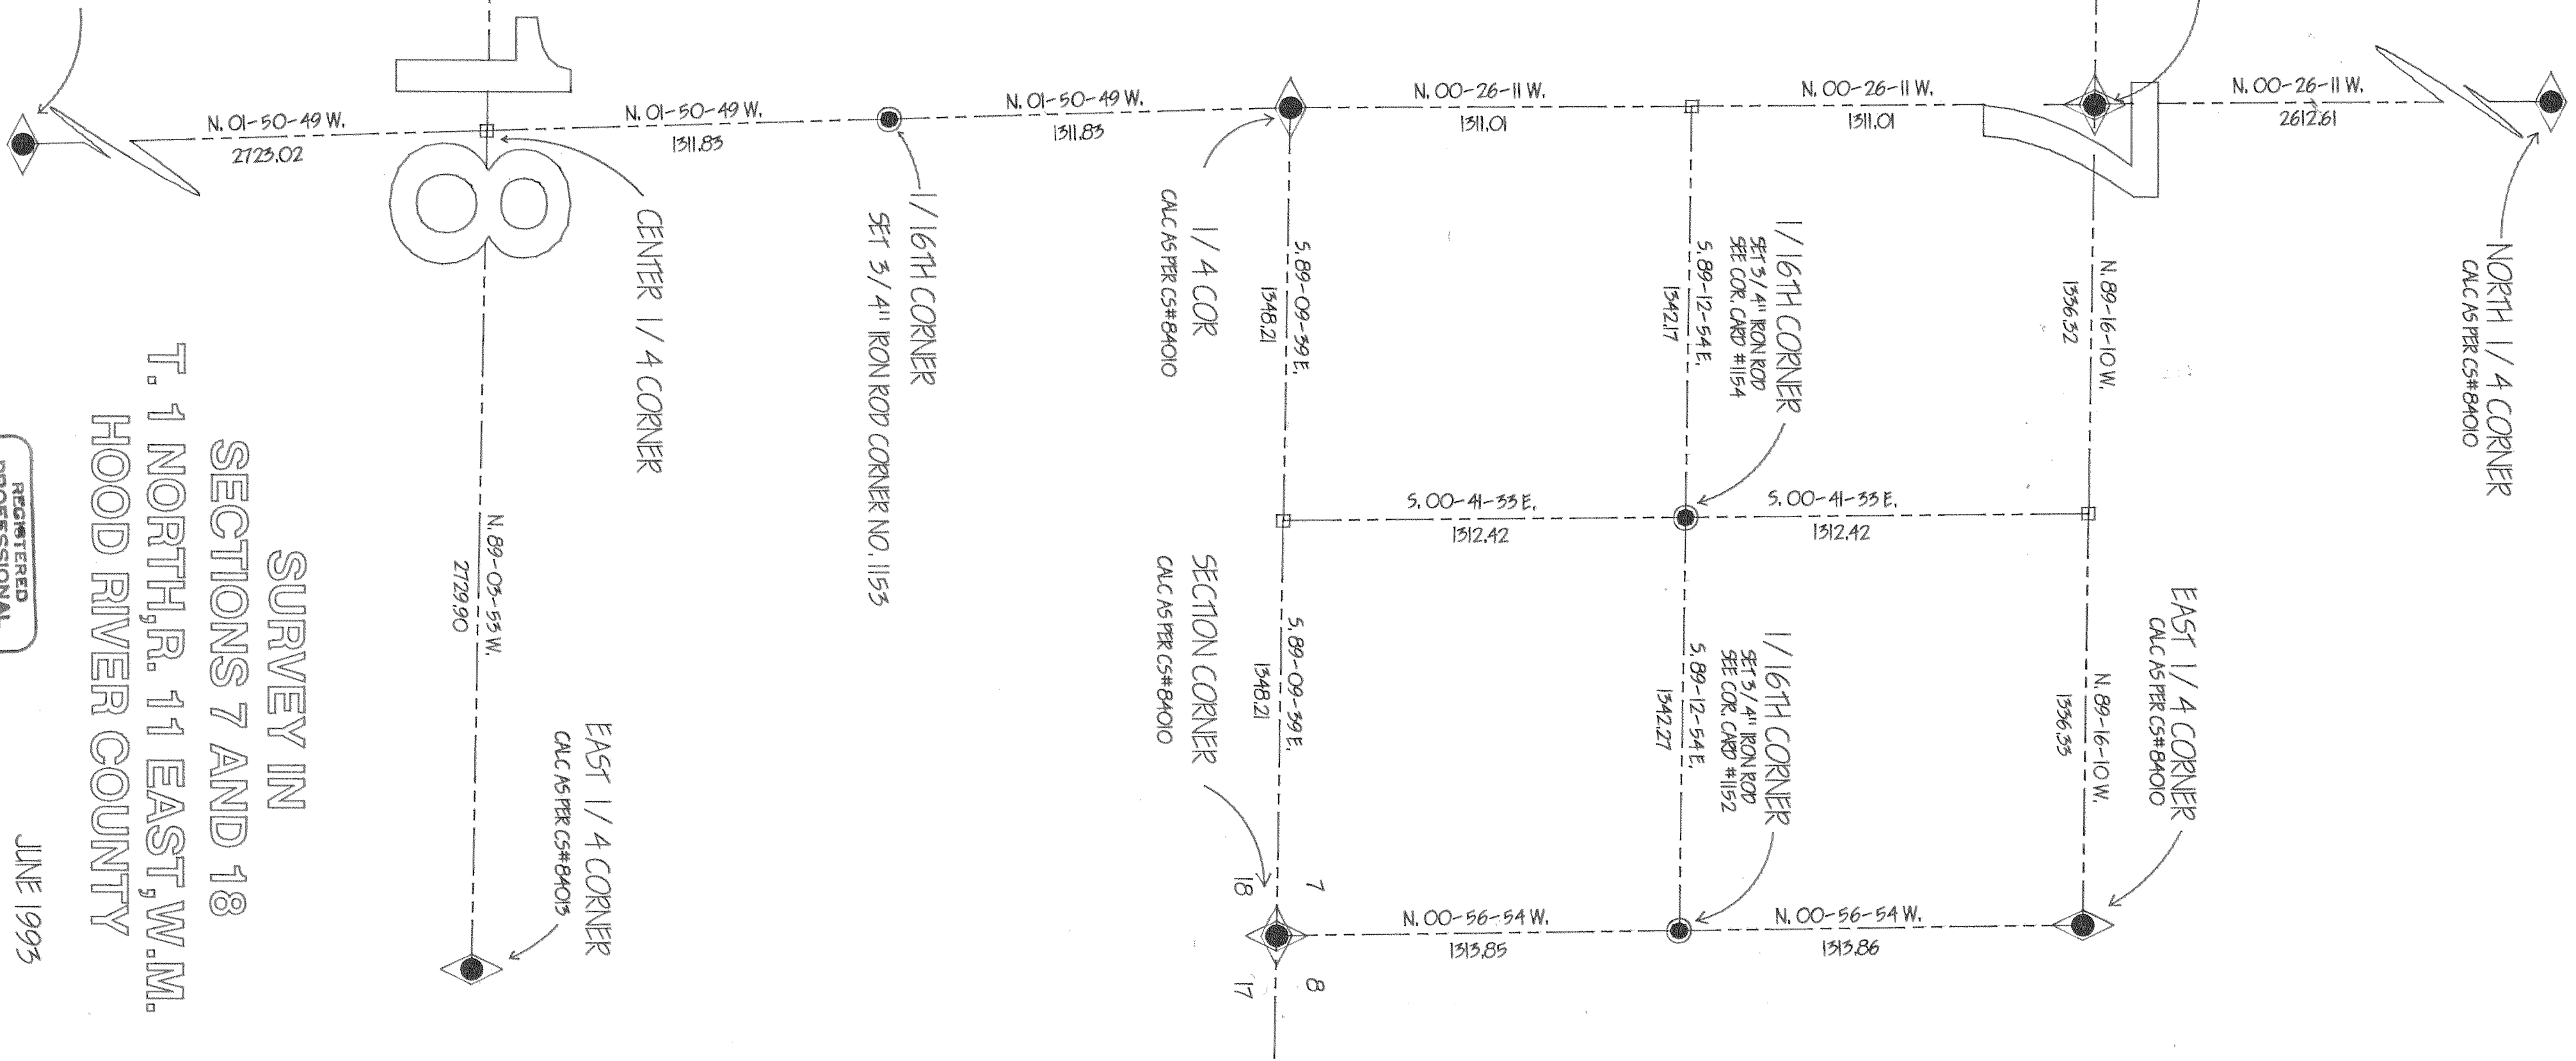 N. 01-50-49 W.
2723.02
18
N. 01-50-49 W.
1311.83
N. 01-50-49 W.
1311.83
N. 00-26-11 W.
1311.01
N. 00-26-11 W.
1311.01
7
N. 00-26-11 W.
2612.61
NORTH 1/4 CORNER
CALC AS PER CS#84010
CENTER 1/4 CORNER
1/16TH CORNER
SET 3/4" IRON ROD CORNER NO. 1153
1/4 COR
CALC AS PER CS#84010
S. 89-09-39 E.
1348.21
1/16TH CORNER
SET 3/4" IRON ROD
SEE COR. CARD #1154
S. 89-12-54 E.
1342.17
N. 89-16-10 W.
1336.32
S. 00-41-33 E.
1312.42
S. 00-41-33 E.
1312.42
N. 89-03-53 W.
2729.90
EAST 1/4 CORNER
CALC AS PER CS#84013
SECTION CORNER
CALC AS PER CS#84010
S. 89-09-39 E.
1348.21
1/16TH CORNER
SET 3/4" IRON ROD
SEE COR. CARD #1152
S. 89-12-54 E.
1342.27
N. 89-16-10 W.
1336.33
EAST 1/4 CORNER
CALC AS PER CS#84010
7
18
8
17
N. 00-56-54 W.
1313.85
N. 00-56-54 W.
1313.86
SURVEY IN
SECTIONS 7 AND 18
T. 1 NORTH,R. 11 EAST,W.M.
HOOD RIVER COUNTY
JUNE 1993
REGISTERED
PROFESSIONAL